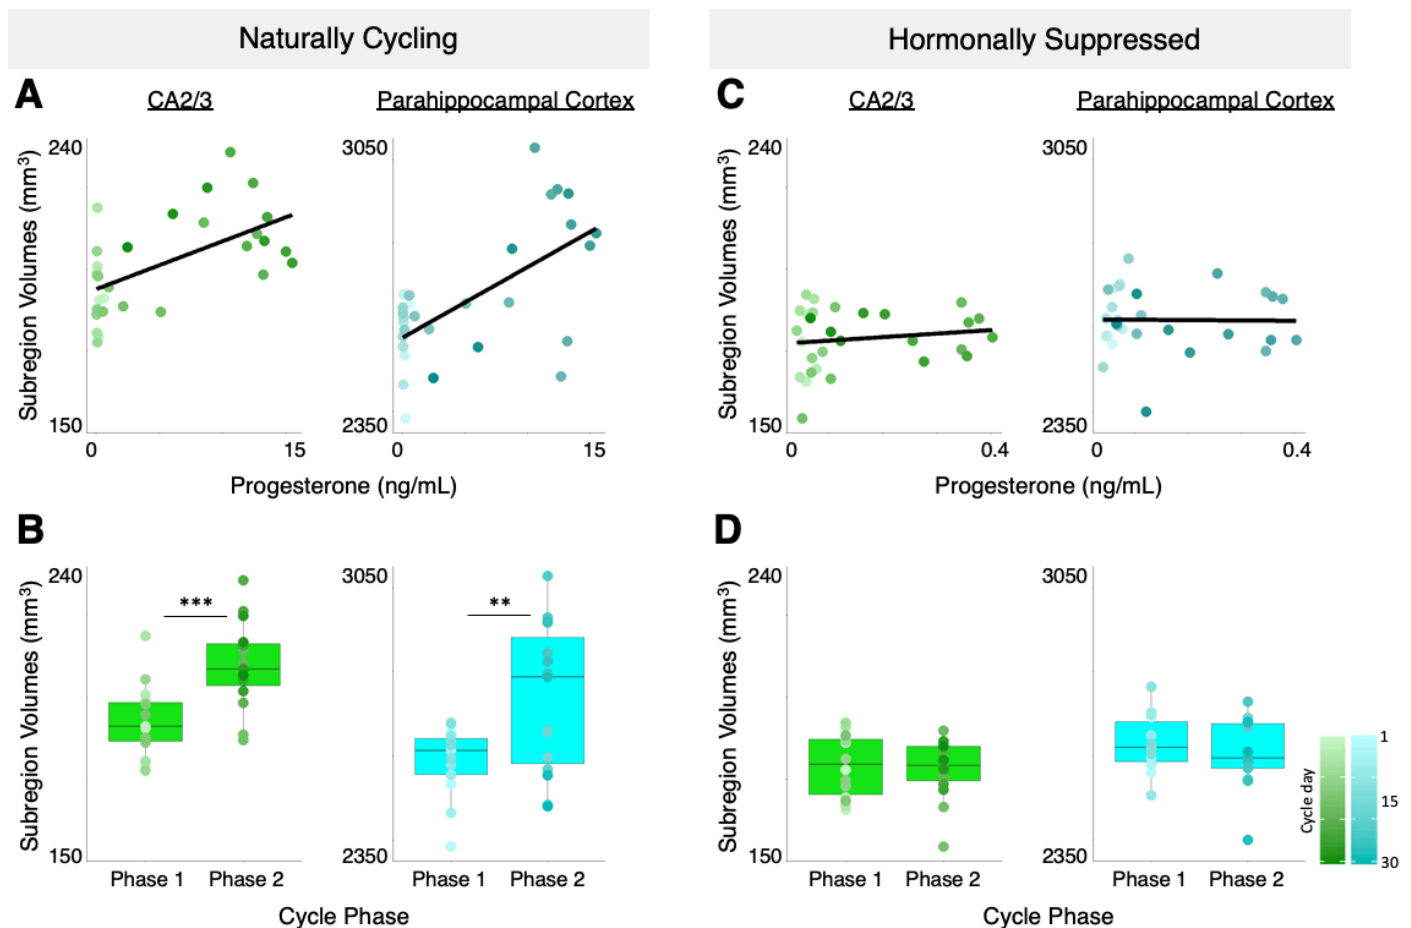 Naturally Cycling
Hormonally Suppressed
A
CA2/3
Parahippocampal Cortex
C
CA2/3
Parahippocampal Cortex
Subregion Volumes (mm³)
240
150
0
15
3050
2350
0
15
Progesterone (ng/mL)
Subregion Volumes (mm³)
240
150
0
0.4
3050
2350
0
0.4
Progesterone (ng/mL)
B
Subregion Volumes (mm³)
240
150
***
Phase 1
Phase 2
3050
2350
**
Phase 1
Phase 2
Cycle Phase
D
Subregion Volumes (mm³)
240
150
Phase 1
Phase 2
3050
2350
Phase 1
Phase 2
Cycle Phase
Cycle day
1
15
30